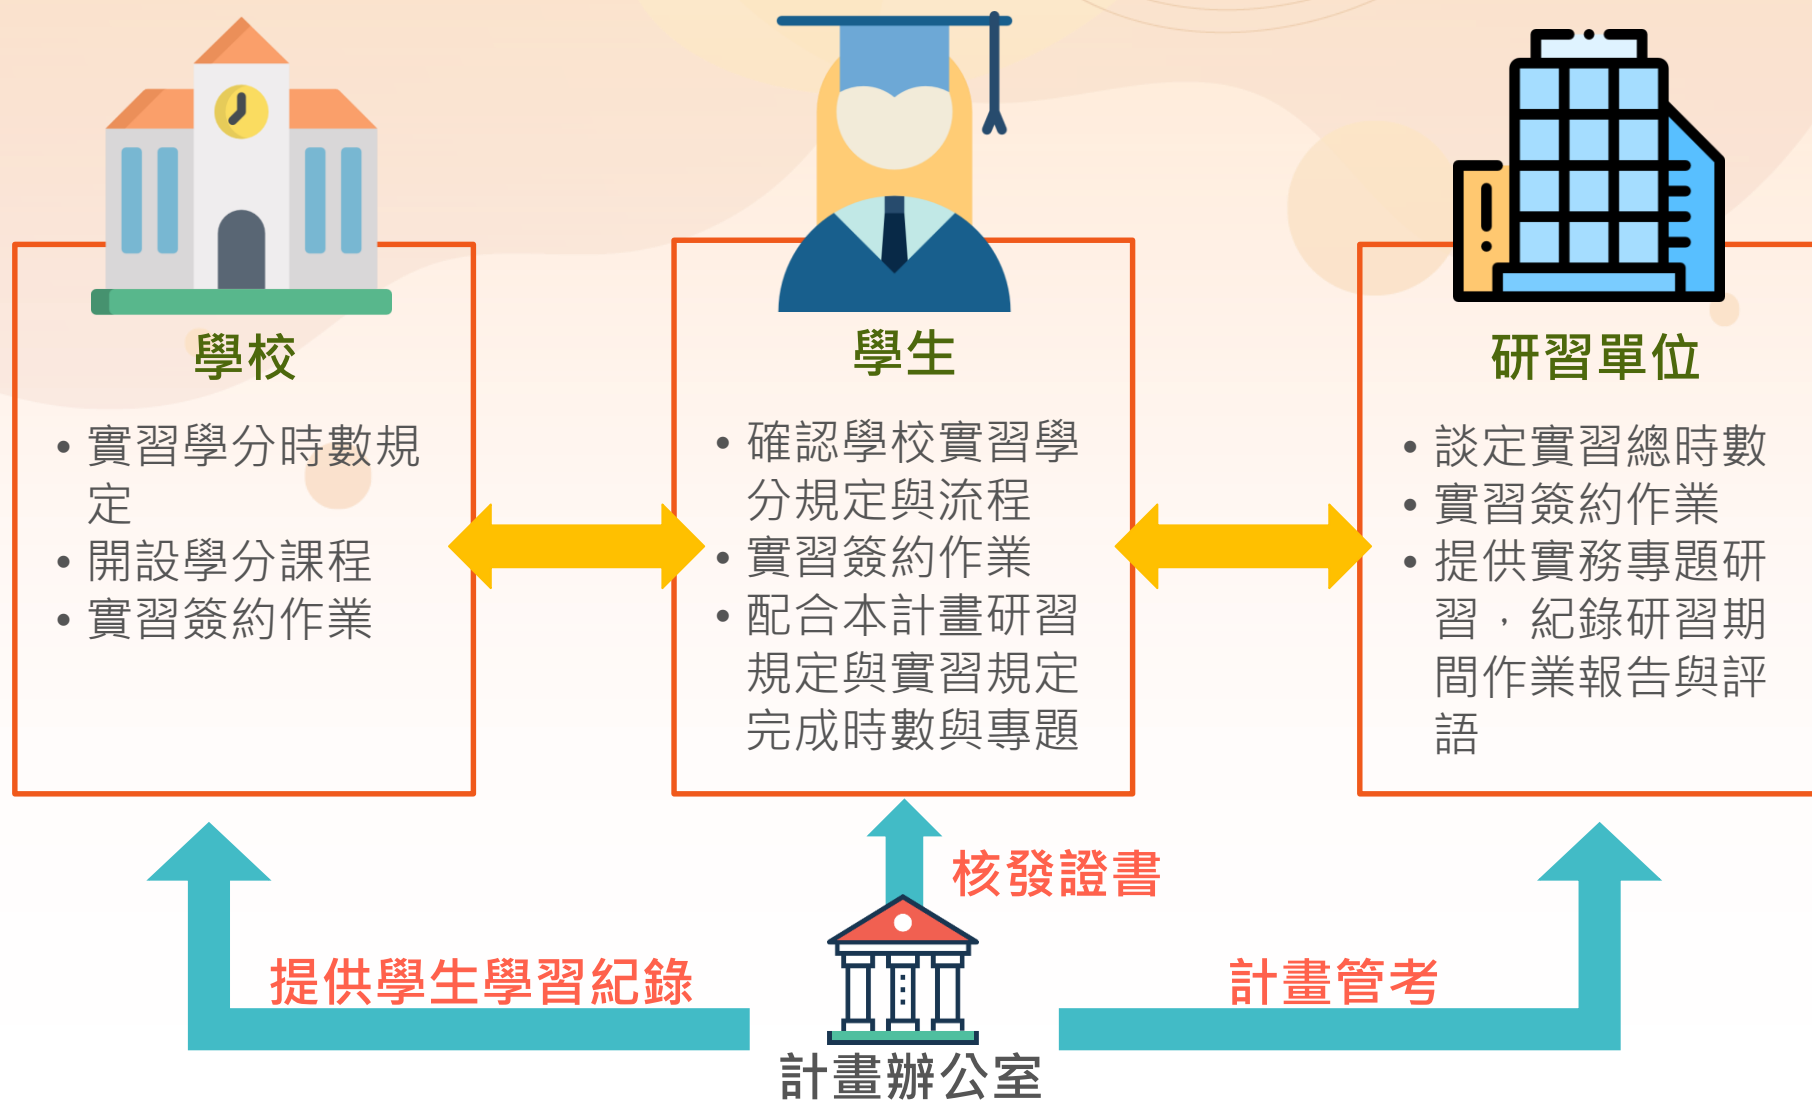 學校
• 實習學分時數規
定
• 開設學分課程
• 實習簽約作業
學生
• 確認學校實習學
分規定與流程
• 實習簽約作業
• 配合本計畫研習
規定與實習規定
完成時數與專題
研習單位
• 談定實習總時數
• 實習簽約作業
• 提供實務專題研
習，紀錄研習期
間作業報告與評
語
核發證書
提供學生學習紀錄
計畫管考
計畫辦公室